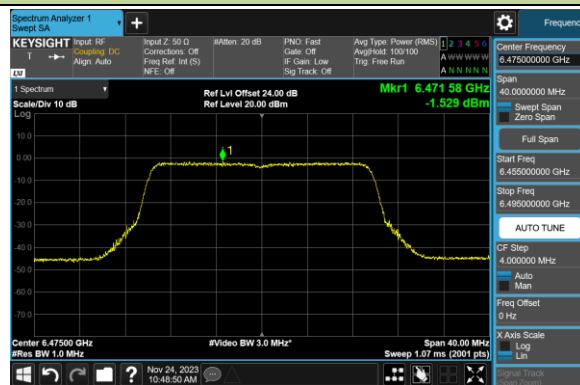 Spectrum Analyzer 1
Swept SA
Frequency
KEYSIGHT
Input: RF
Coupling: DC
Align: Auto
Input Z: 50 Ω
Corrections: Off
Freq Ref: Int (S)
NFE: Off
#Atten: 20 dB
PNO: Fast
Gate: Off
IF Gain: Low
Sig Track: Off
Avg Type: Power (RMS)
Avg|Hold: 100/100
Trig: Free Run
1 2 3 4 5 6
A W W W W W
A N N N N N
LXI
1 Spectrum
Scale/Div 10 dB
Ref Lvl Offset 24.00 dB
Ref Level 20.00 dBm
Mkr1 6.471 58 GHz
-1.529 dBm
Log
10.0
0.00
-10.0
-20.0
-30.0
-40.0
-50.0
-60.0
-70.0
1
Center 6.47500 GHz
#Res BW 1.0 MHz
#Video BW 3.0 MHz*
Span 40.00 MHz
Sweep 1.07 ms (2001 pts)
Nov 24, 2023
10:48:50 AM
Center Frequency
6.475000000 GHz
Span
40.0000000 MHz
Swept Span
Zero Span
Full Span
Start Freq
6.455000000 GHz
Stop Freq
6.495000000 GHz
AUTO TUNE
CF Step
4.000000 MHz
Auto
Man
Freq Offset
0 Hz
X Axis Scale
Log
Lin
Signal Track
(Span Zoom)